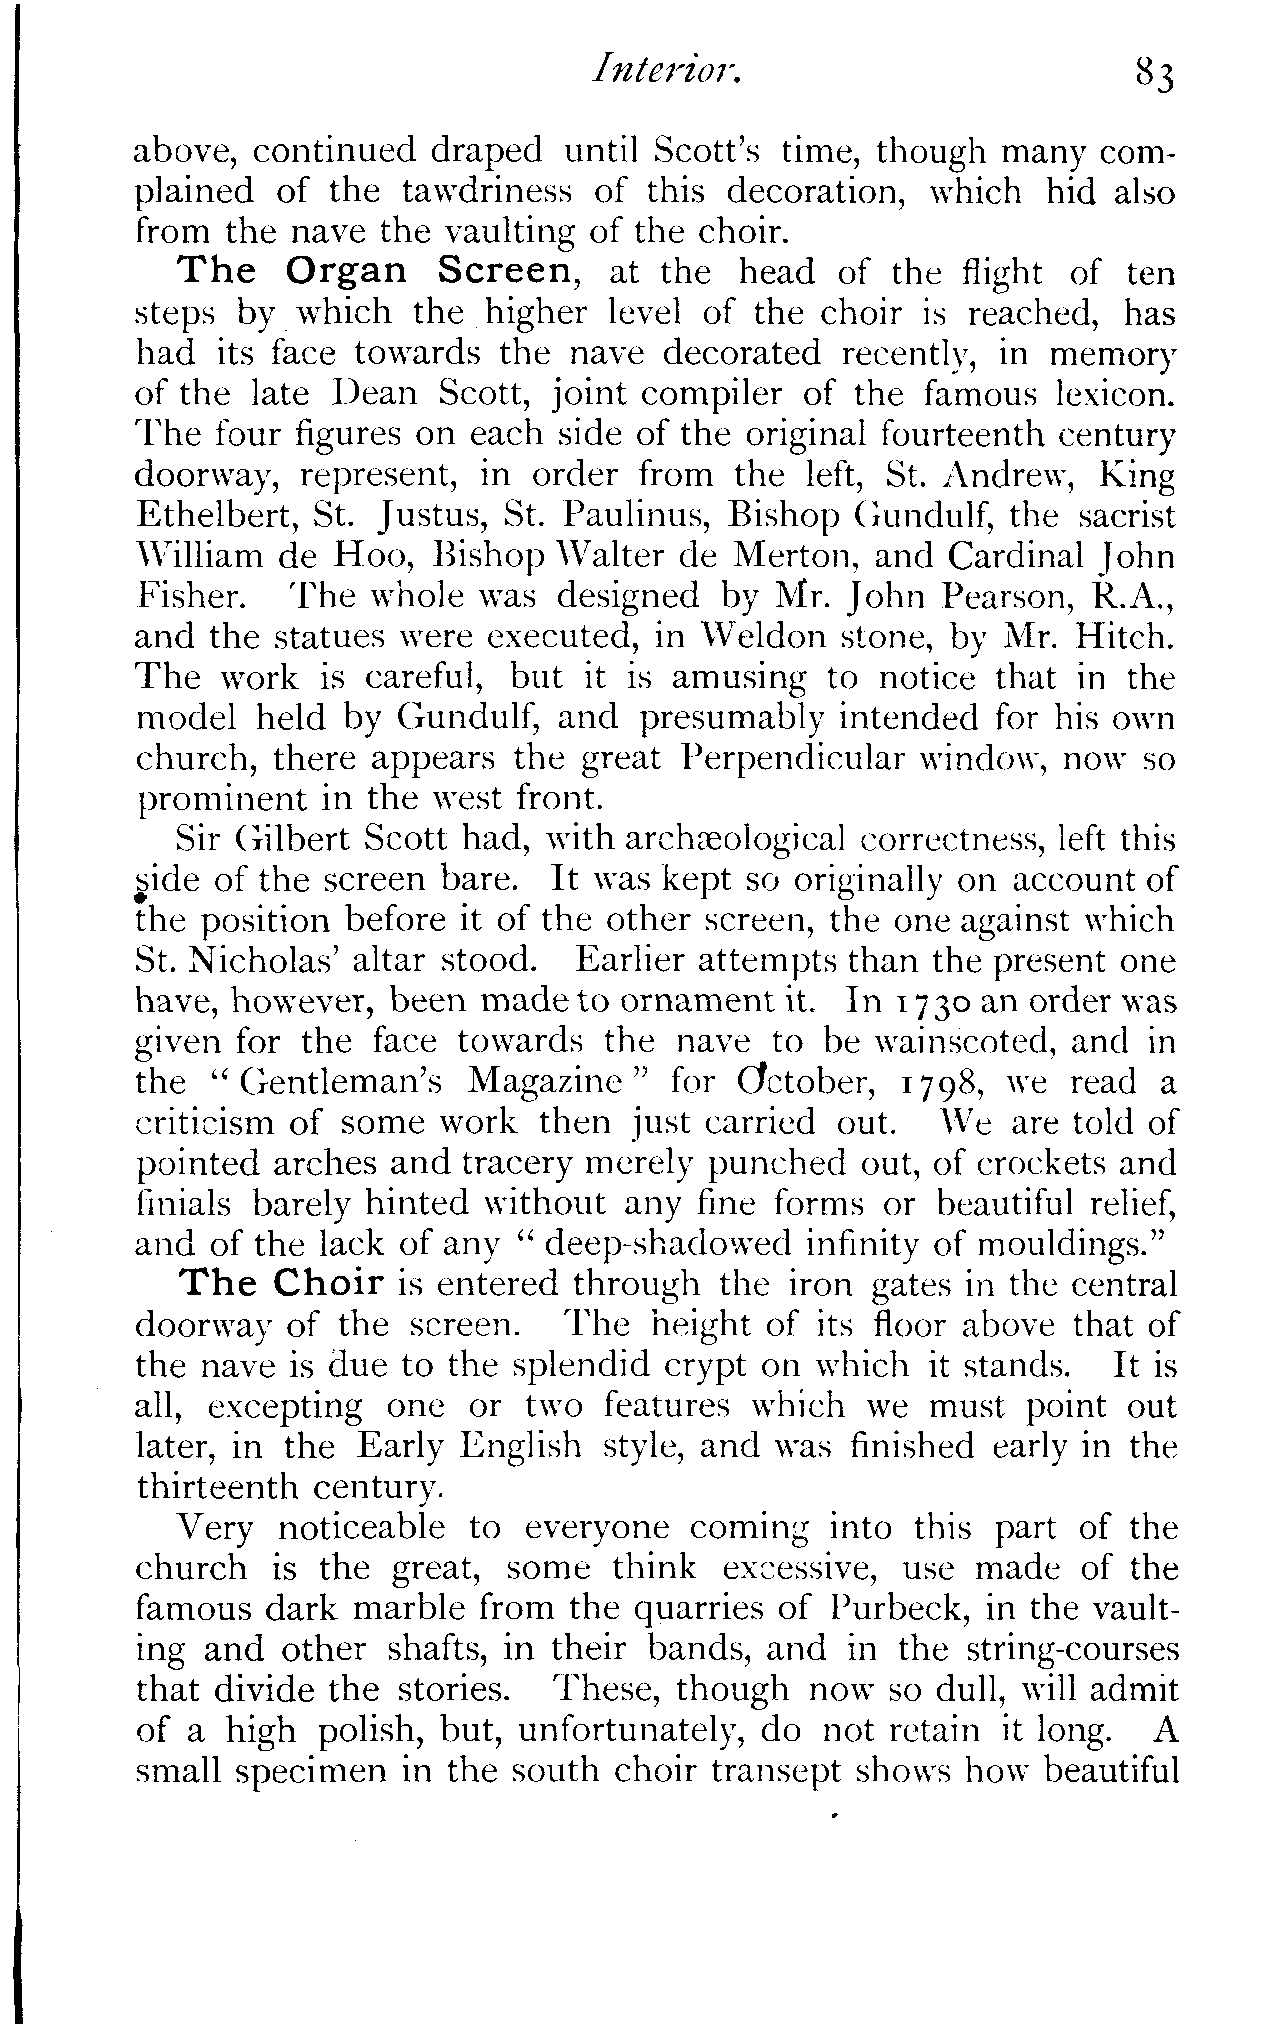 Interior. 83
above, continued draped until Scott's time, though many com-
plained of the tawdriness of this decoration, which hid also
from the nave the vaulting of the choir.
The Organ Screen, at the head of the flight of ten
steps by which the higher level of the choir is reached, has
had its face towards the nave decorated recently, in memory
of the late Dean Scott, joint compiler of the famous lexicon.
The four figures on each side of the original fourteenth century
doorway, represent, in order from the left, St. Andrew, King
Ethelbert, St. Justus, St. Paulinus, Bishop Gundulf, the sacrist
William de Hoo, Bishop Walter de Merton, and Cardinal John
Fisher. The whole was designed by Mr. John Pearson, R.A.,
and the statues were executed, in Weldon stone, by Mr. Hitch.
The work is careful, but it is amusing to notice that in the
model held by Gundulf, and presumably intended for his own
church, there appears the great Perpendicular window, now so
prominent in the west front.
Sir Gilbert Scott had, with archæological correctness, left this
side of the screen bare. It was kept so originally on account of
the position before it of the other screen, the one against which
St. Nicholas' altar stood. Earlier attempts than the present one
have, however, been made to ornament it. In 1730 an order was
given for the face towards the nave to be wainscoted, and in
the "Gentleman's Magazine" for October, 1798, we read a
criticism of some work then just carried out. We are told of
pointed arches and tracery merely punched out, of crockets and
finials barely hinted without any fine forms or beautiful relief,
and of the lack of any "deep-shadowed infinity of mouldings."
The Choir is entered through the iron gates in the central
doorway of the screen. The height of its floor above that of
the nave is due to the splendid crypt on which it stands. It is
all, excepting one or two features which we must point out
later, in the Early English style, and was finished early in the
thirteenth century.
Very noticeable to everyone coming into this part of the
church is the great, some think excessive, use made of the
famous dark marble from the quarries of Purbeck, in the vault-
ing and other shafts, in their bands, and in the string-courses
that divide the stories. These, though now so dull, will admit
of a high polish, but, unfortunately, do not retain it long. A
small specimen in the south choir transept shows how beautiful